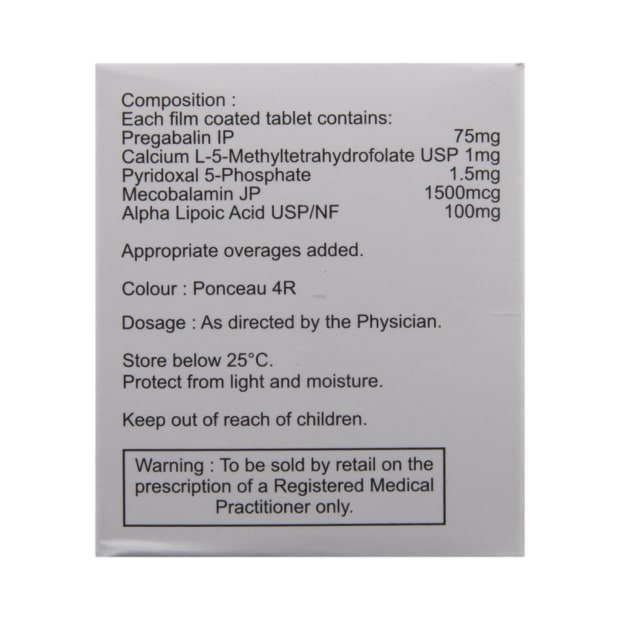 Composition :
Each film coated tablet contains:
Pregabalin IP 75mg
Calcium L-5-Methyltetrahydrofolate USP 1mg
Pyridoxal 5-Phosphate 1.5mg
Mecobalamin JP 1500mcg
Alpha Lipoic Acid USP/NF 100mg
Appropriate overages added.
Colour : Ponceau 4R
Dosage : As directed by the Physician.
Store below 25°C.
Protect from light and moisture.
Keep out of reach of children.
Warning : To be sold by retail on the
prescription of a Registered Medical
Practitioner only.